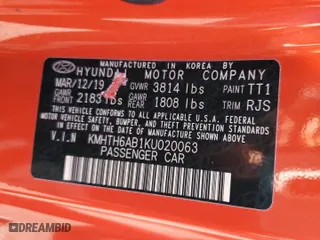 MANUFACTURED IN KOREA BY
HYUNDAI MOTOR COMPANY
MAR/12/19 GVWR 3814 lbs PAINT TT1
GAWR FRONT 2183 lbs GAWR REAR 1808 lbs TRIM RJS
THIS VEHICLE CONFORMS TO ALL APPLICABLE U.S.A. FEDERAL
MOTOR VEHICLE SAFETY, BUMPER, AND THEFT PREVENTION
STANDARDS IN EFFECT ON THE DATE OF MANUFACTURE
SHOWN ABOVE.
V.I.N KMHTH6AB1KU020063
PASSENGER CAR
DREAMBIKE.COM